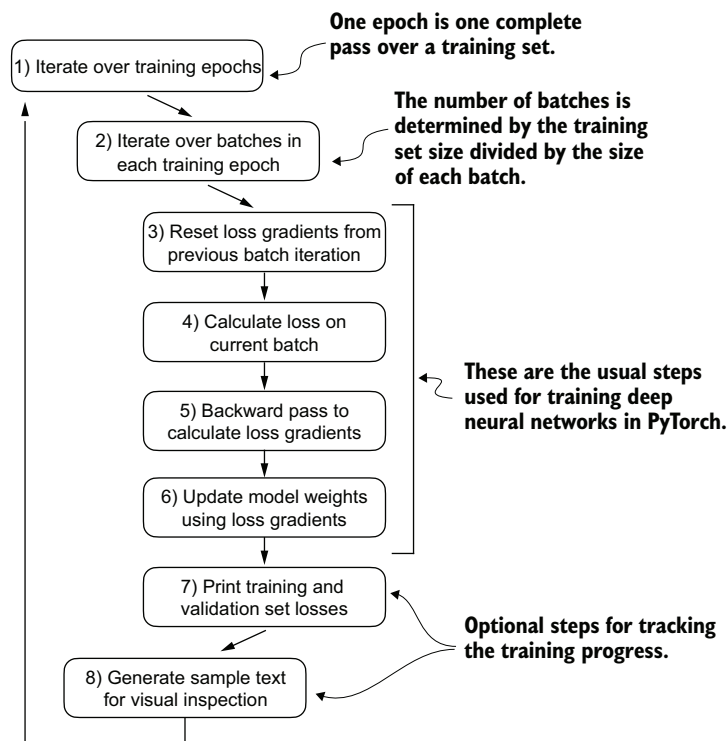 One epoch is one complete
pass over a training set.
1) Iterate over training epochs
The number of batches is
determined by the training
set size divided by the size
of each batch.
2) Iterate over batches in
each training epoch
3) Reset loss gradients from
previous batch iteration
4) Calculate loss on
current batch
These are the usual steps
used for training deep
neural networks in PyTorch.
5) Backward pass to
calculate loss gradients
6) Update model weights
using loss gradients
7) Print training and
validation set losses
Optional steps for tracking
the training progress.
8) Generate sample text
for visual inspection